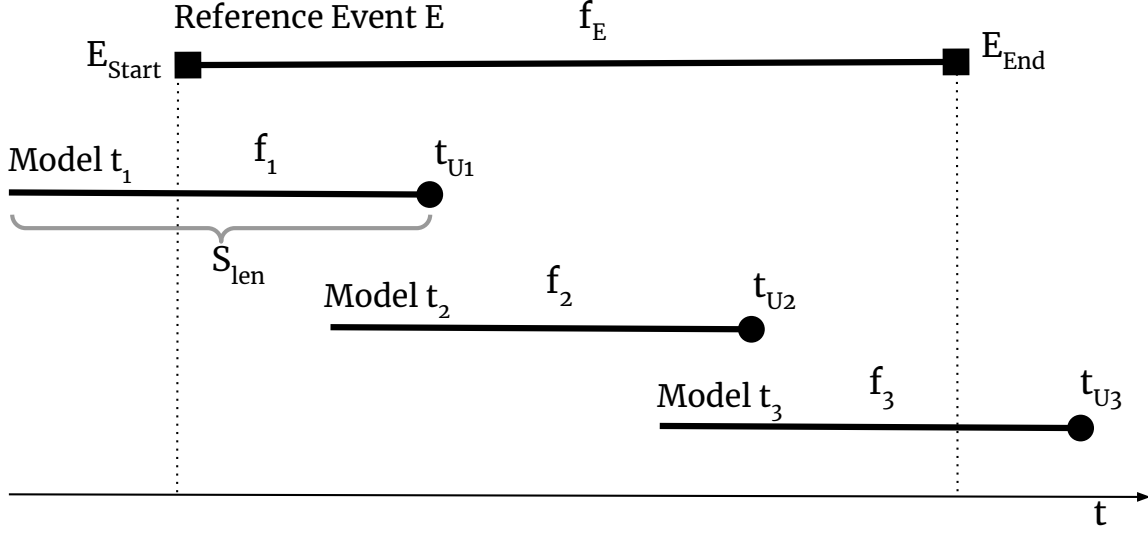 Reference Event E
f_E
E_Start
E_End
Model t_1
f_1
t_U1
S_len
Model t_2
f_2
t_U2
Model t_3
f_3
t_U3
t